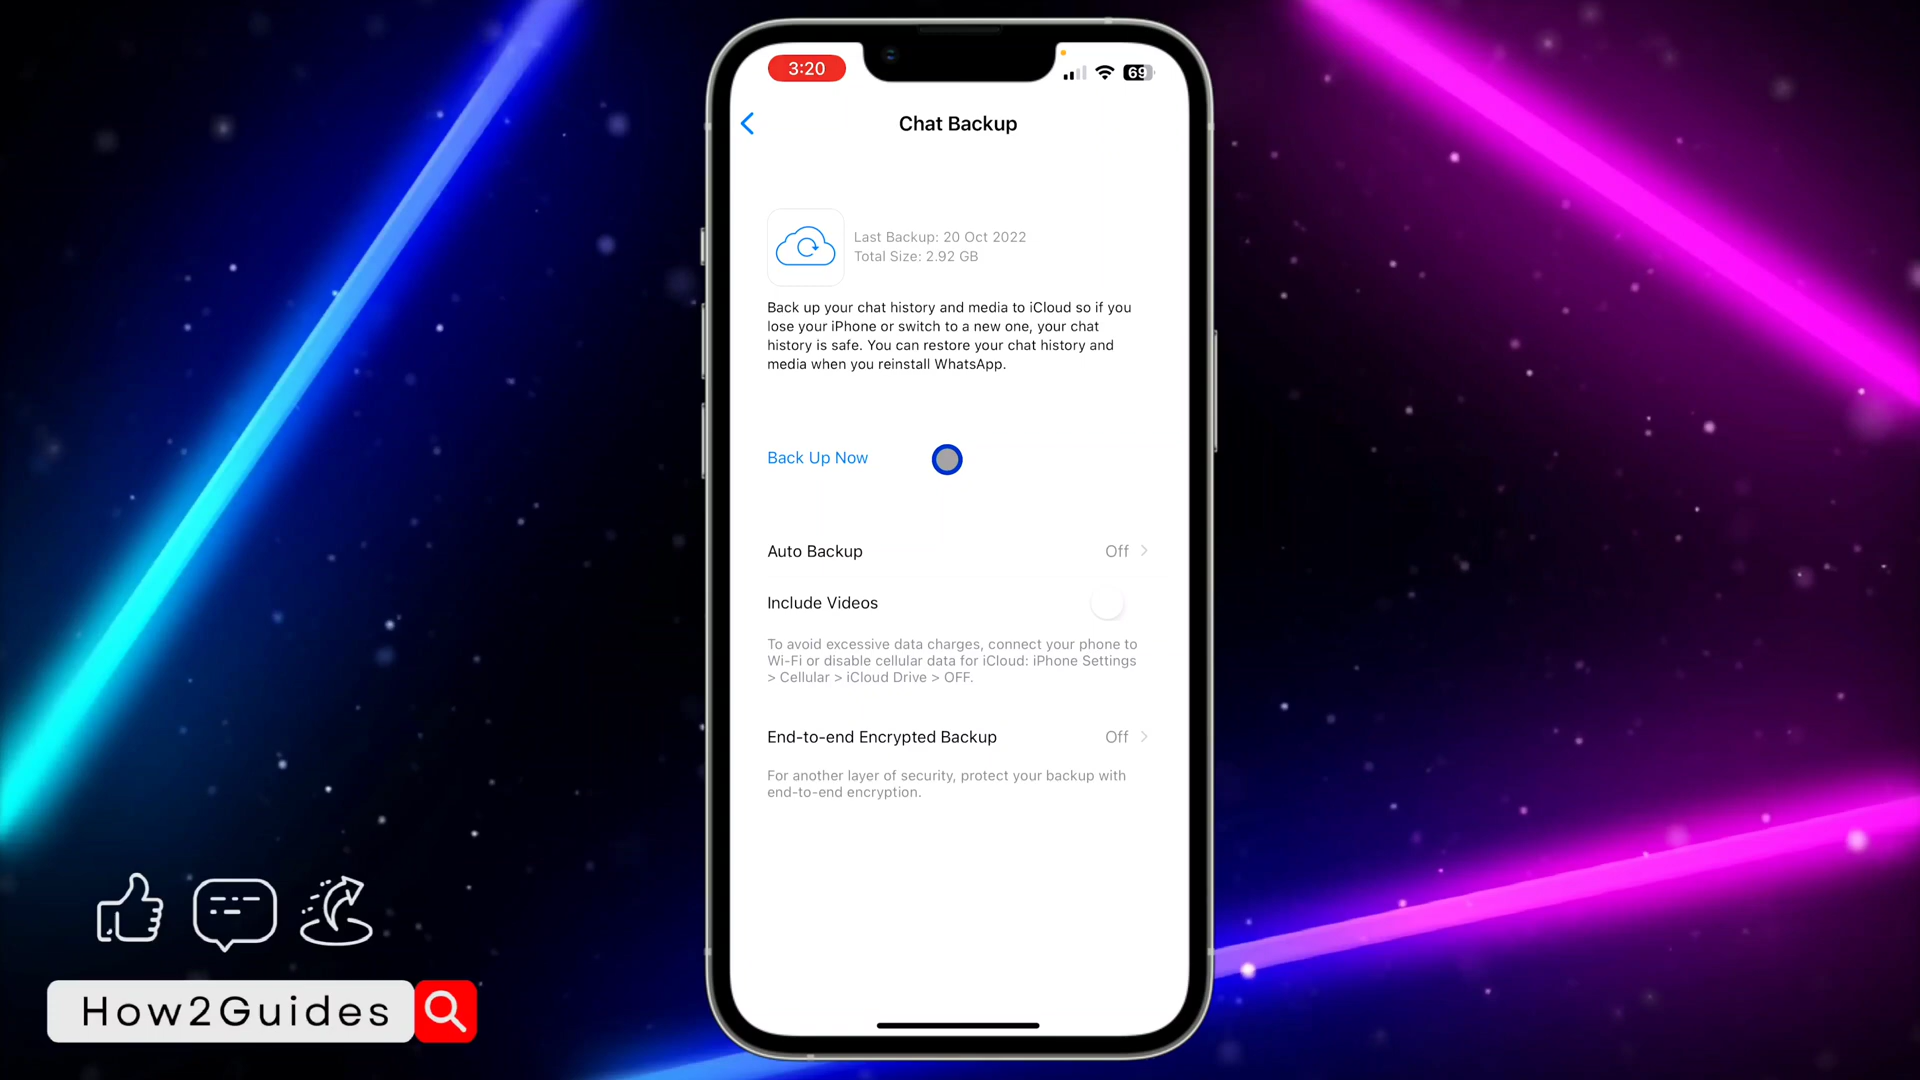 3:20
69
Chat Backup
Last Backup: 20 Oct 2022
Total Size: 2.92 GB
Back up your chat history and media to iCloud so if you
lose your iPhone or switch to a new one, your chat
history is safe. You can restore your chat history and
media when you reinstall WhatsApp.
Back Up Now
Auto Backup Off
Include Videos
To avoid excessive data charges, connect your phone to
Wi-Fi or disable cellular data for iCloud: iPhone Settings
> Cellular > iCloud Drive > OFF.
End-to-end Encrypted Backup Off
For another layer of security, protect your backup with
end-to-end encryption.
How2Guides